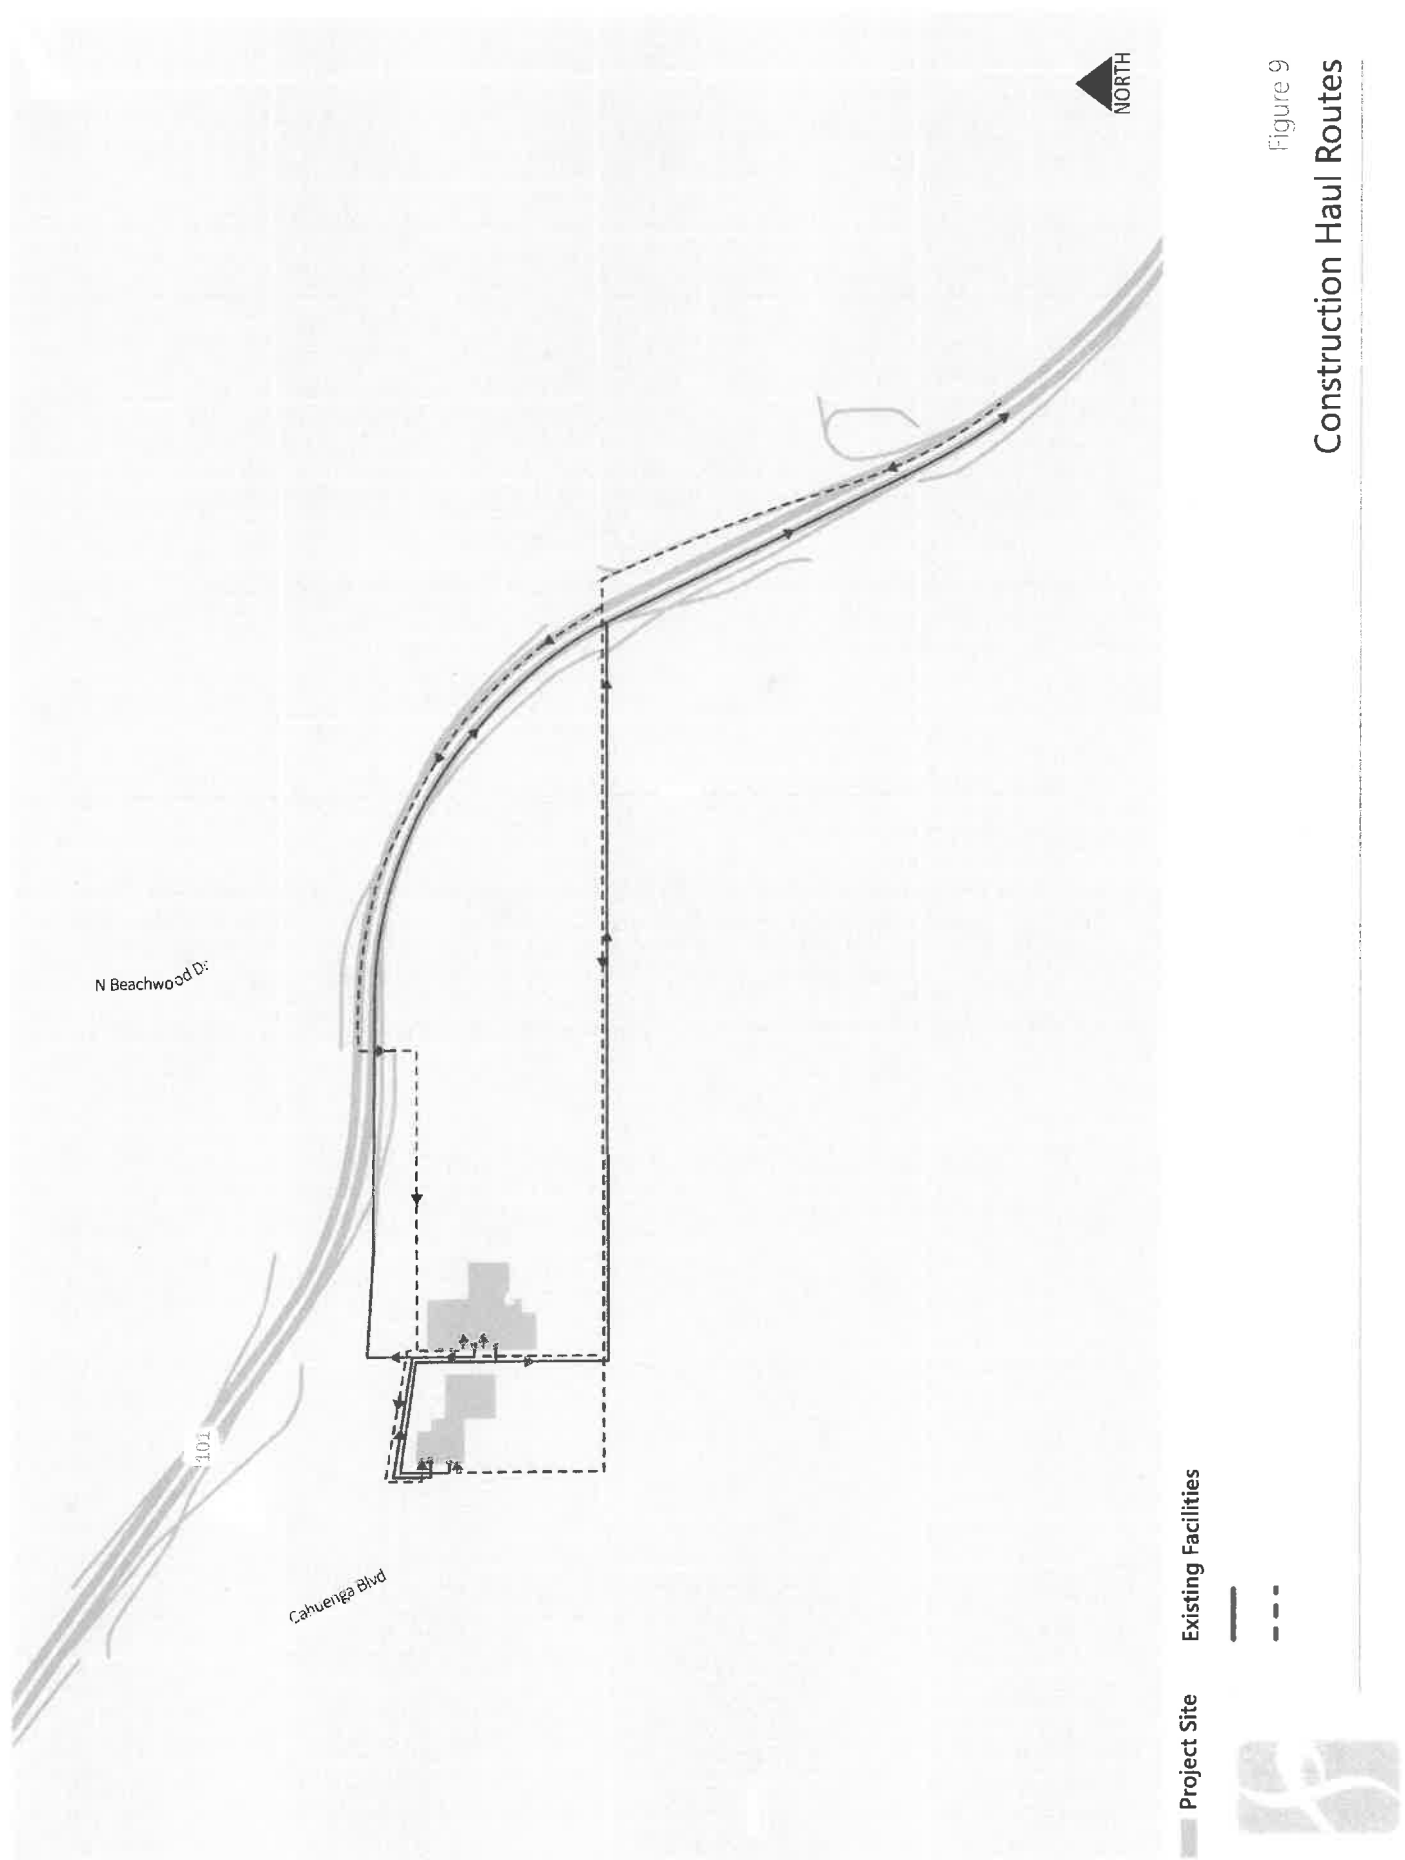 N Beachwood Dr
101
Cahuenga Blvd
NORTH
Project Site
Existing Facilities
Figure 9
Construction Haul Routes